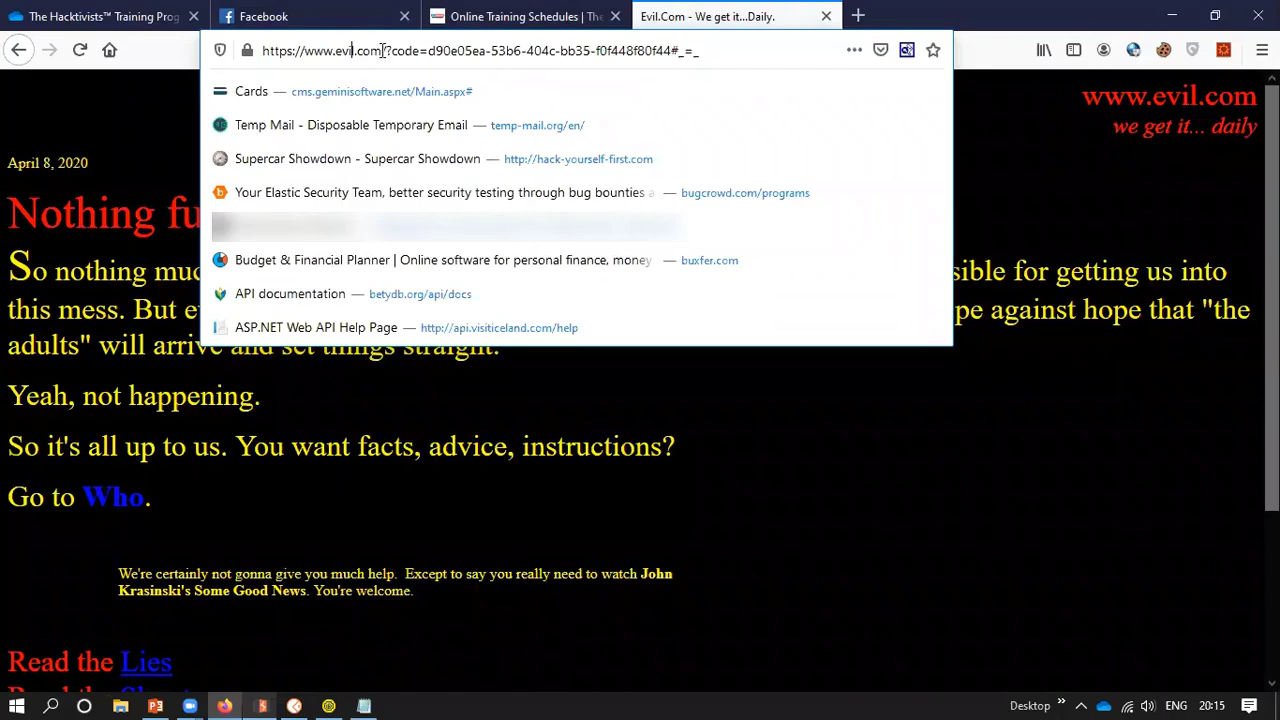 The Hacktivists™ Training Prog
Facebook
Online Training Schedules | The
Evil.Com - We get it...Daily.
https://www.evil.com/?code=d90e05ea-53b6-404c-bb35-f0f448f80f44#_=_
Cards — cms.geminisoftware.net/Main.aspx#
Temp Mail - Disposable Temporary Email — temp-mail.org/en/
Supercar Showdown - Supercar Showdown — http://hack-yourself-first.com
Your Elastic Security Team, better security testing through bug bounties a — bugcrowd.com/programs
Budget & Financial Planner | Online software for personal finance, money — buxfer.com
API documentation — betydb.org/api/docs
ASP.NET Web API Help Page — http://api.visiticeland.com/help
www.evil.com
we get it... daily
April 8, 2020
Nothing fu
So nothing muc sible for getting us into
this mess. But e pe against hope that "the
adults" will arrive and set things straight.
Yeah, not happening.
So it's all up to us. You want facts, advice, instructions?
Go to Who.
We're certainly not gonna give you much help. Except to say you really need to watch John
Krasinski's Some Good News. You're welcome.
Read the Lies
Desktop
ENG
20:15